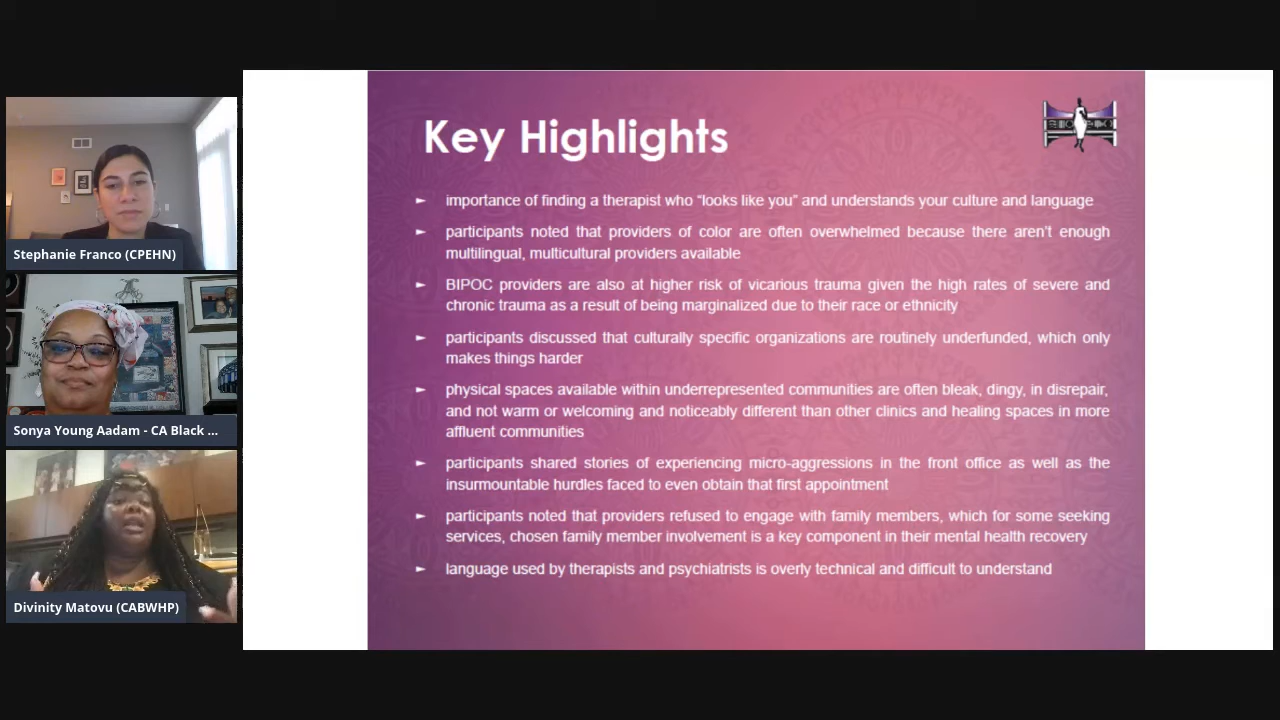 Stephanie Franco (CPEHN)
Sonya Young Aadam - CA Black ...
Divinity Matovu (CABWHP)
Key Highlights
► importance of finding a therapist who “looks like you” and understands your culture and language
► participants noted that providers of color are often overwhelmed because there aren’t enough
multilingual, multicultural providers available
► BIPOC providers are also at higher risk of vicarious trauma given the high rates of severe and
chronic trauma as a result of being marginalized due to their race or ethnicity
► participants discussed that culturally specific organizations are routinely underfunded, which only
makes things harder
► physical spaces available within underrepresented communities are often bleak, dingy, in disrepair,
and not warm or welcoming and noticeably different than other clinics and healing spaces in more
affluent communities
► participants shared stories of experiencing micro-aggressions in the front office as well as the
insurmountable hurdles faced to even obtain that first appointment
► participants noted that providers refused to engage with family members, which for some seeking
services, chosen family member involvement is a key component in their mental health recovery
► language used by therapists and psychiatrists is overly technical and difficult to understand